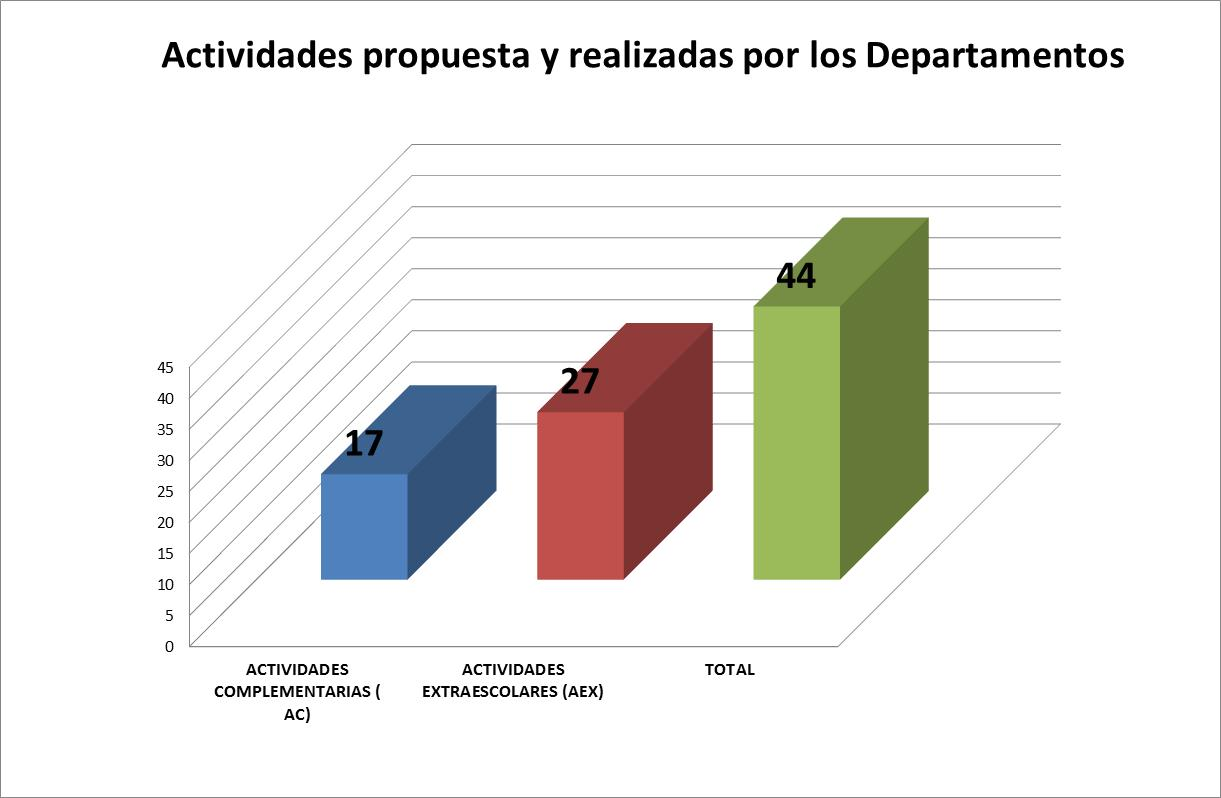 Actividades propuesta y realizadas por los Departamentos
44
27
17
45
40
35
30
25
20
15
10
5
0
ACTIVIDADES
COMPLEMENTARIAS (
AC)
ACTIVIDADES
EXTRAESCOLARES (AEX)
TOTAL